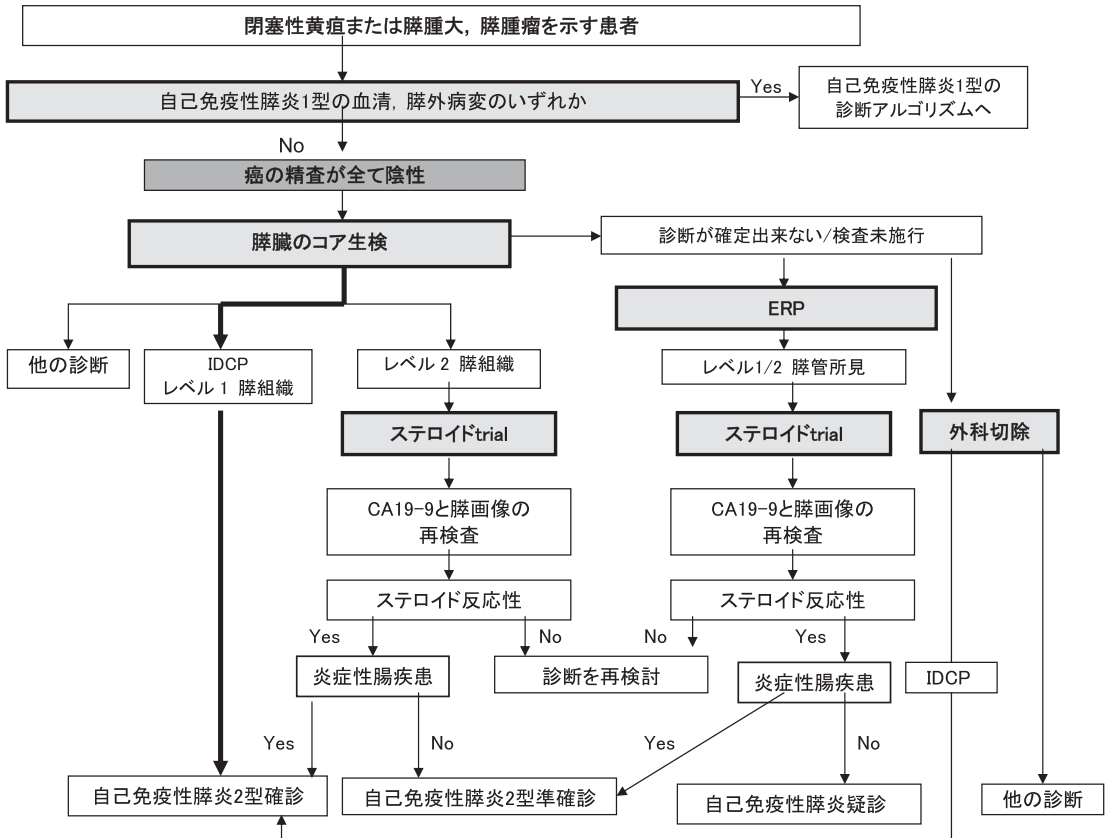 閉塞性黄疸または膵腫大，膵腫瘤を示す患者
自己免疫性膵炎1型の血清，膵外病変のいずれか
Yes
自己免疫性膵炎1型の
診断アルゴリズムへ
No
癌の精査が全て陰性
膵臓のコア生検
診断が確定出来ない/検査未施行
ERP
他の診断
IDCP
レベル 1 膵組織
レベル 2 膵組織
レベル1/2 膵管所見
ステロイドtrial
ステロイドtrial
外科切除
CA19-9と膵画像の
再検査
CA19-9と膵画像の
再検査
ステロイド反応性
ステロイド反応性
Yes
No
No
Yes
炎症性腸疾患
診断を再検討
炎症性腸疾患
IDCP
Yes
No
Yes
No
自己免疫性膵炎2型確診
自己免疫性膵炎2型準確診
自己免疫性膵炎疑診
他の診断